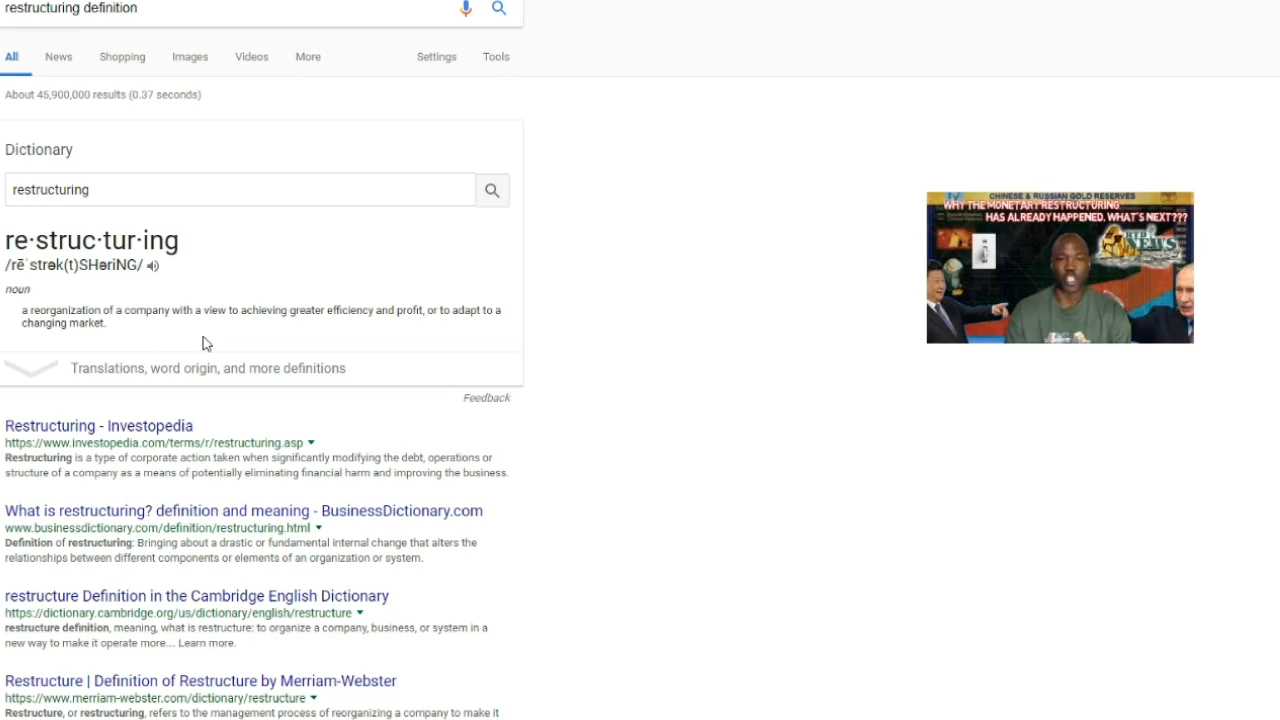 restructuring definition
All News Shopping Images Videos More Settings Tools
About 45,900,000 results (0.37 seconds)
Dictionary
restructuring
re·struc·tur·ing
/rēˈstrək(t)SHəriNG/
noun
a reorganization of a company with a view to achieving greater efficiency and profit, or to adapt to a
changing market.
Translations, word origin, and more definitions
Feedback
Restructuring - Investopedia
https://www.investopedia.com/terms/r/restructuring.asp
Restructuring is a type of corporate action taken when significantly modifying the debt, operations or
structure of a company as a means of potentially eliminating financial harm and improving the business.
What is restructuring? definition and meaning - BusinessDictionary.com
www.businessdictionary.com/definition/restructuring.html
Definition of restructuring: Bringing about a drastic or fundamental internal change that alters the
relationships between different components or elements of an organization or system.
restructure Definition in the Cambridge English Dictionary
https://dictionary.cambridge.org/us/dictionary/english/restructure
restructure definition, meaning, what is restructure: to organize a company, business, or system in a
new way to make it operate more.... Learn more.
Restructure | Definition of Restructure by Merriam-Webster
https://www.merriam-webster.com/dictionary/restructure
Restructure, or restructuring, refers to the management process of reorganizing a company to make it
CHINESE & RUSSIAN GOLD RESERVES
WHY THE MONETARY RESTRUCTURING
HAS ALREADY HAPPENED. WHAT'S NEXT???
RTD
NEWS